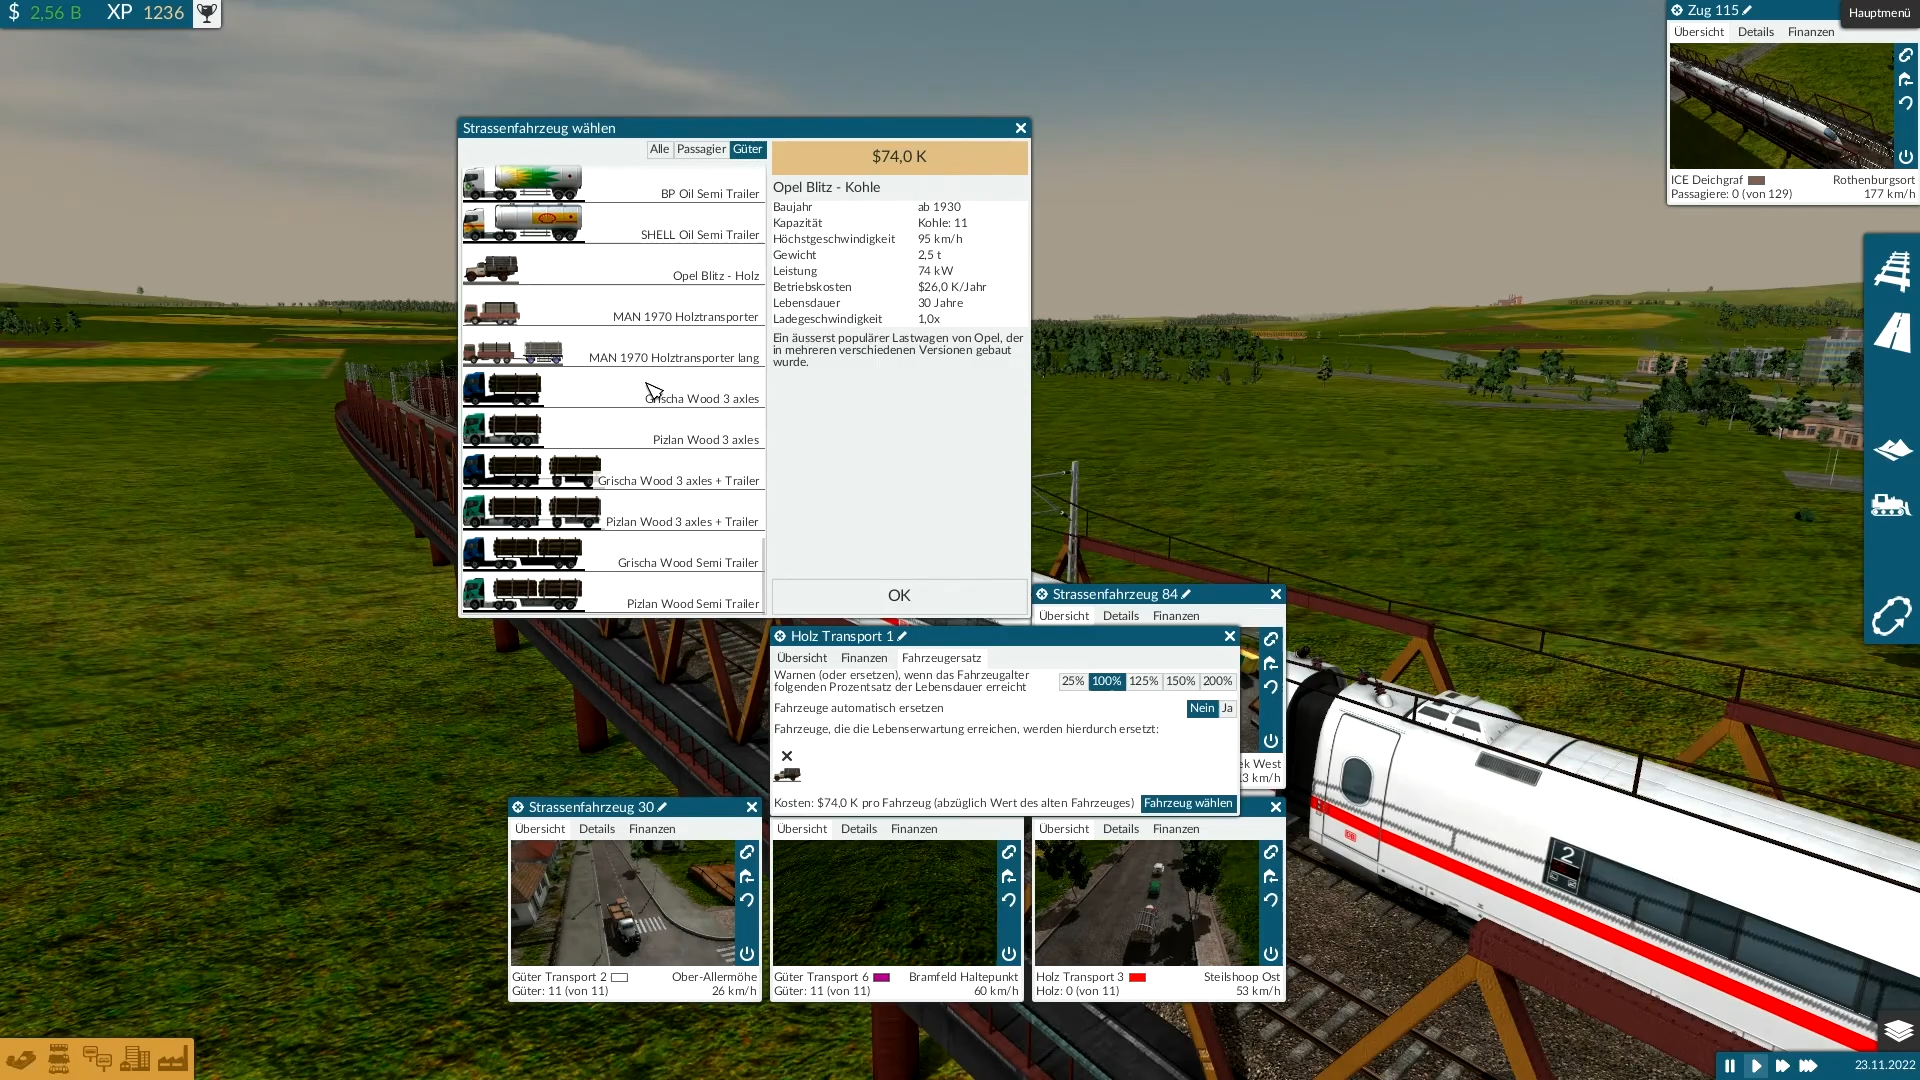 $ 2,56 B XP 1236
Zug 115
Hauptmenü
Übersicht Details Finanzen
ICE Deichgraf Rothenburgsort
Passagiere: 0 (von 129) 177 km/h
Strassenfahrzeug wählen
Alle Passagier Güter
BP Oil Semi Trailer
SHELL Oil Semi Trailer
Opel Blitz - Holz
MAN 1970 Holztransporter
MAN 1970 Holztransporter lang
Grischa Wood 3 axles
Pizlan Wood 3 axles
Grischa Wood 3 axles + Trailer
Pizlan Wood 3 axles + Trailer
Grischa Wood Semi Trailer
Pizlan Wood Semi Trailer
$74,0 K
Opel Blitz - Kohle
Baujahr ab 1930
Kapazität Kohle: 11
Höchstgeschwindigkeit 95 km/h
Gewicht 2,5 t
Leistung 74 kW
Betriebskosten $26,0 K/Jahr
Lebensdauer 30 Jahre
Ladegeschwindigkeit 1,0x
Ein äusserst populärer Lastwagen von Opel, der
in mehreren verschiedenen Versionen gebaut
wurde.
OK
Strassenfahrzeug 84
Übersicht Details Finanzen
ek West
3 km/h
Holz Transport 1
Übersicht Finanzen Fahrzeugersatz
Warnen (oder ersetzen), wenn das Fahrzeugalter
folgenden Prozentsatz der Lebensdauer erreicht
25% 100% 125% 150% 200%
Fahrzeuge automatisch ersetzen Nein Ja
Fahrzeuge, die die Lebenserwartung erreichen, werden hierdurch ersetzt:
Kosten: $74,0 K pro Fahrzeug (abzüglich Wert des alten Fahrzeuges) Fahrzeug wählen
Strassenfahrzeug 30
Übersicht Details Finanzen
Güter Transport 2 Ober-Allermöhe
Güter: 11 (von 11) 26 km/h
Übersicht Details Finanzen
Güter Transport 6 Bramfeld Haltepunkt
Güter: 11 (von 11) 60 km/h
Übersicht Details Finanzen
Holz Transport 3 Steilshoop Ost
Holz: 0 (von 11) 53 km/h
2
DB
23.11.2022